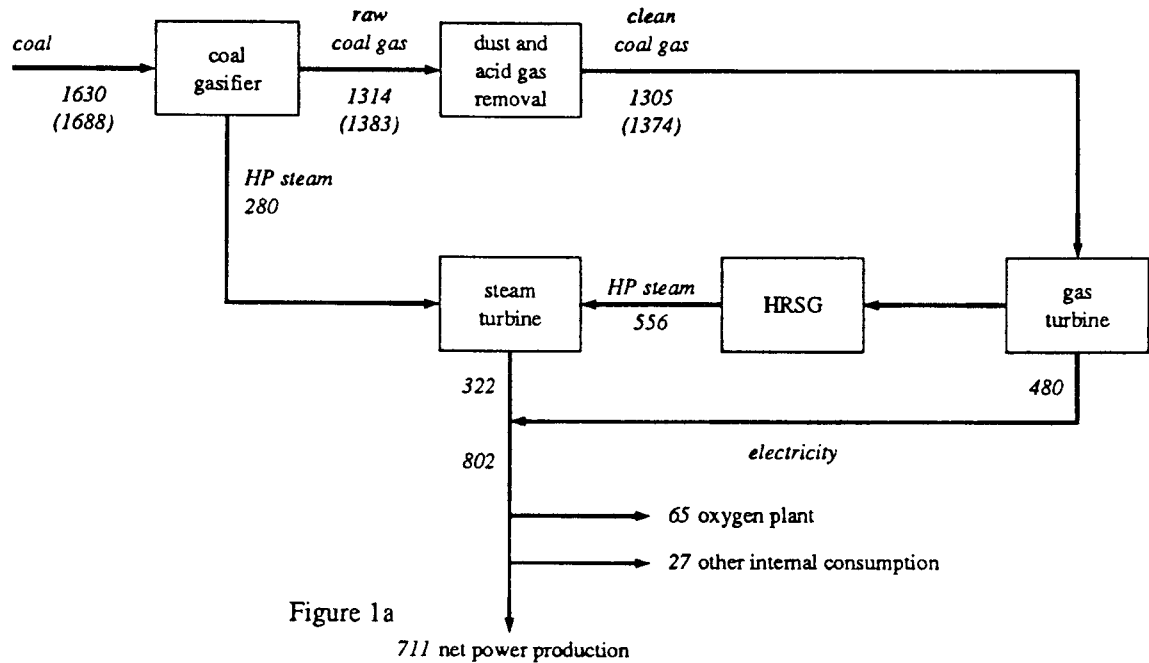 coal
1630
(1688)
coal
gasifier
raw
coal gas
1314
(1383)
dust and
acid gas
removal
clean
coal gas
1305
(1374)
HP steam
280
steam
turbine
HP steam
556
HRSG
gas
turbine
322
480
802
electricity
65 oxygen plant
27 other internal consumption
Figure 1a
711 net power production